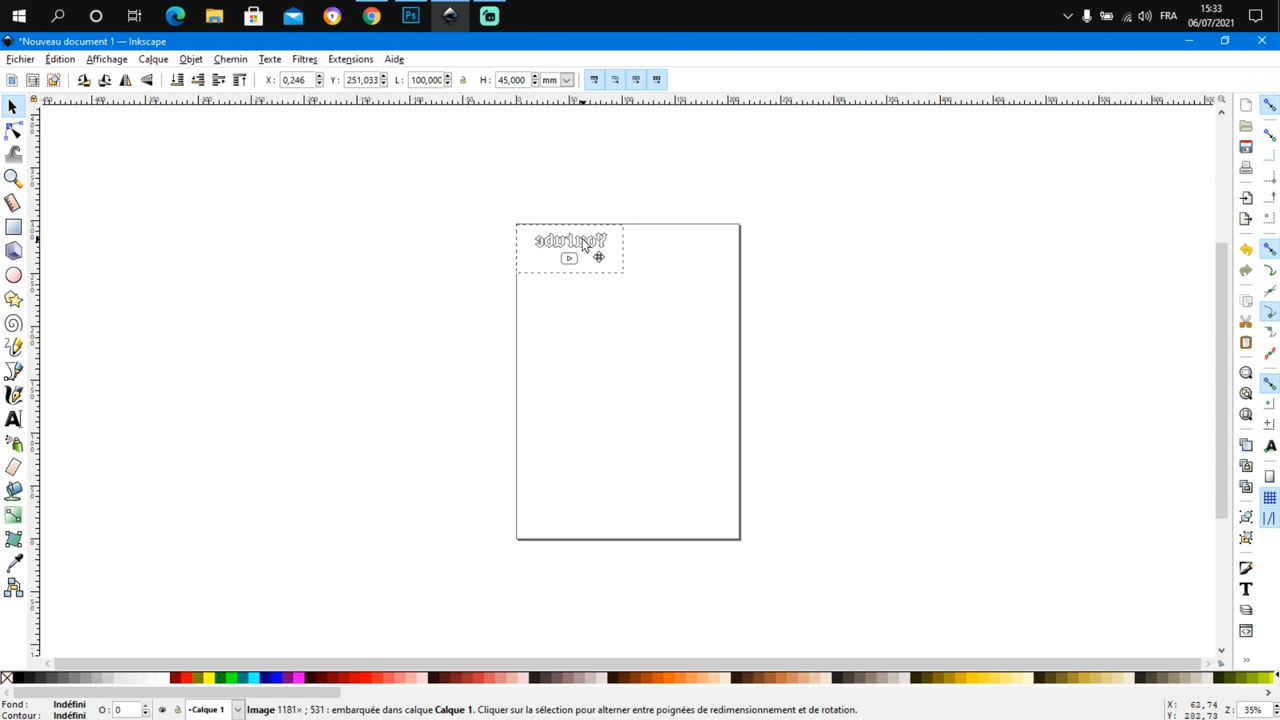 Ps
FRA
15:33
06/07/2021
*Nouveau document 1 — Inkscape
Fichier Édition Affichage Calque Objet Chemin Texte Filtres Extensions Aide
X: 0,246 Y: 251,033 L: 100,000 H: 45,000 mm
Youtube
Fond : Indéfini
Contour : Indéfini
O: 0
•Calque 1
Image 1181× ; 531 : embarquée dans calque Calque 1. Cliquer sur la sélection pour alterner entre poignées de redimensionnement et de rotation.
X: 62,74
Y: 202,73
Z: 35%